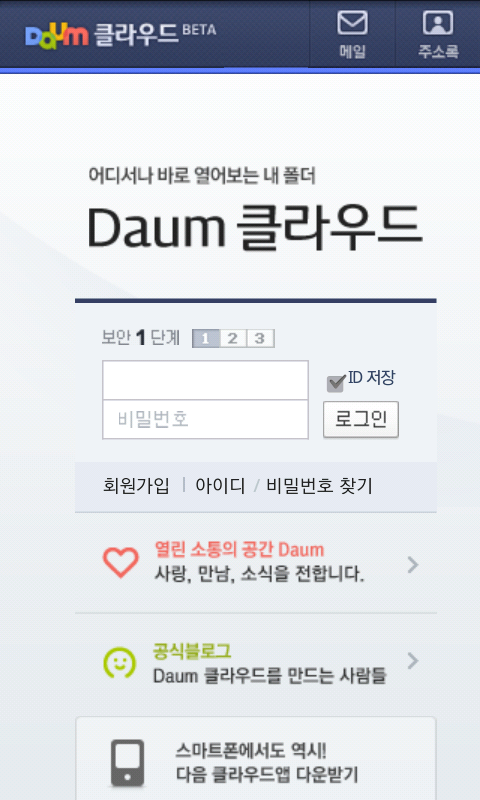 Daum 클라우드 BETA
메일
주소록
어디서나 바로 열어보는 내 폴더
Daum 클라우드
보안 1 단계 1 2 3
ID 저장
비밀번호
로그인
회원가입 | 아이디 / 비밀번호 찾기
열린 소통의 공간 Daum
사랑, 만남, 소식을 전합니다.
공식블로그
Daum 클라우드를 만드는 사람들
스마트폰에서도 역시!
다음 클라우드앱 다운받기